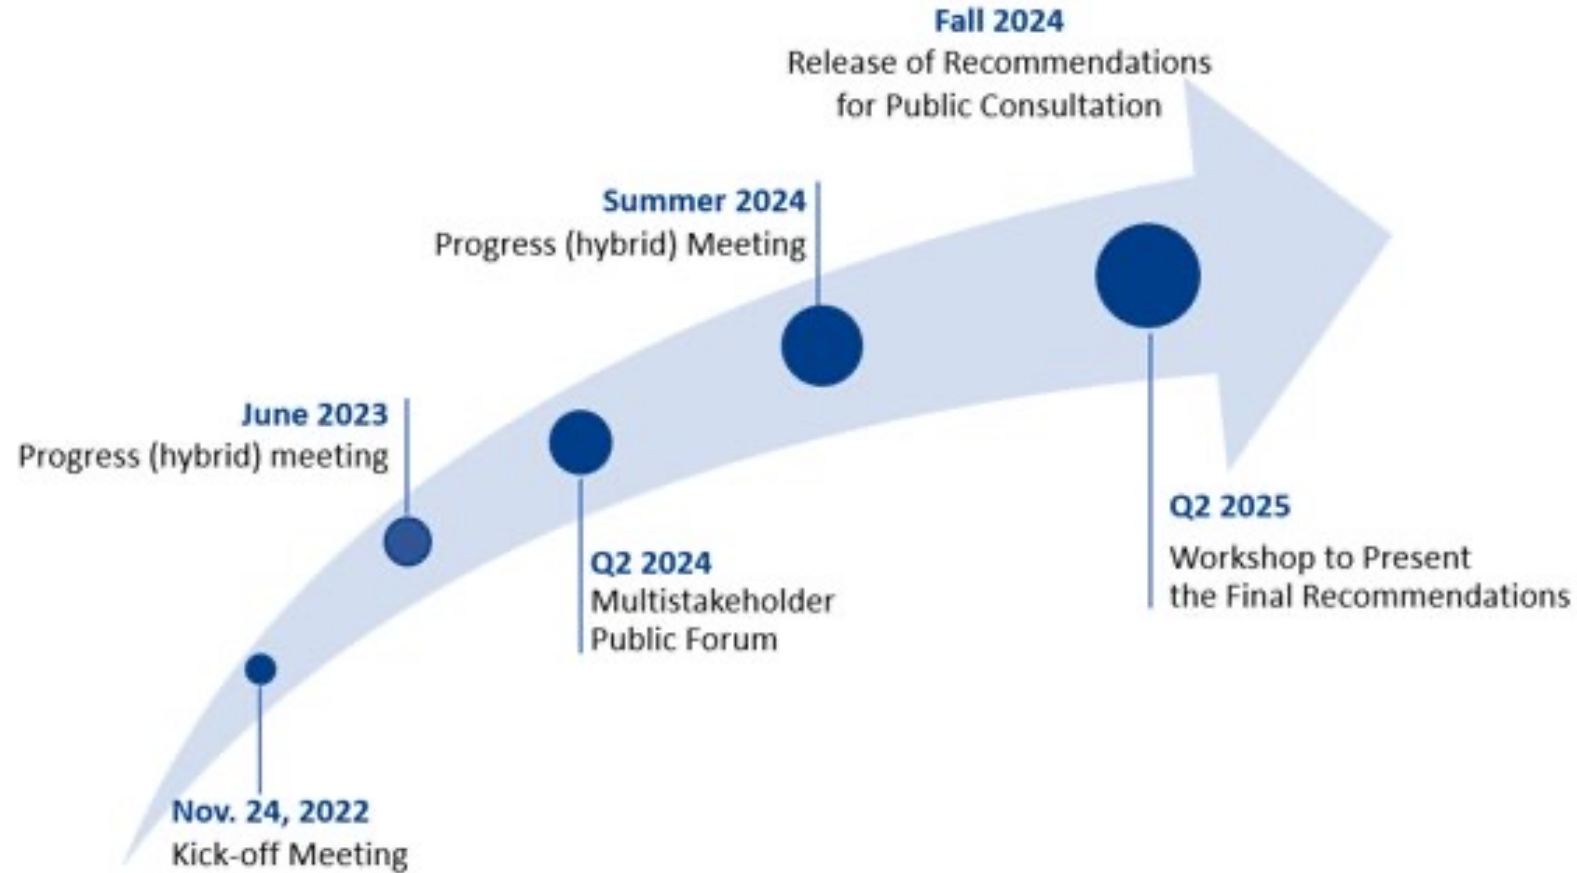 Fall 2024
Release of Recommendations
for Public Consultation
Summer 2024
Progress (hybrid) Meeting
June 2023
Progress (hybrid) meeting
Q2 2025
Workshop to Present
the Final Recommendations
Q2 2024
Multistakeholder
Public Forum
Nov. 24, 2022
Kick-off Meeting